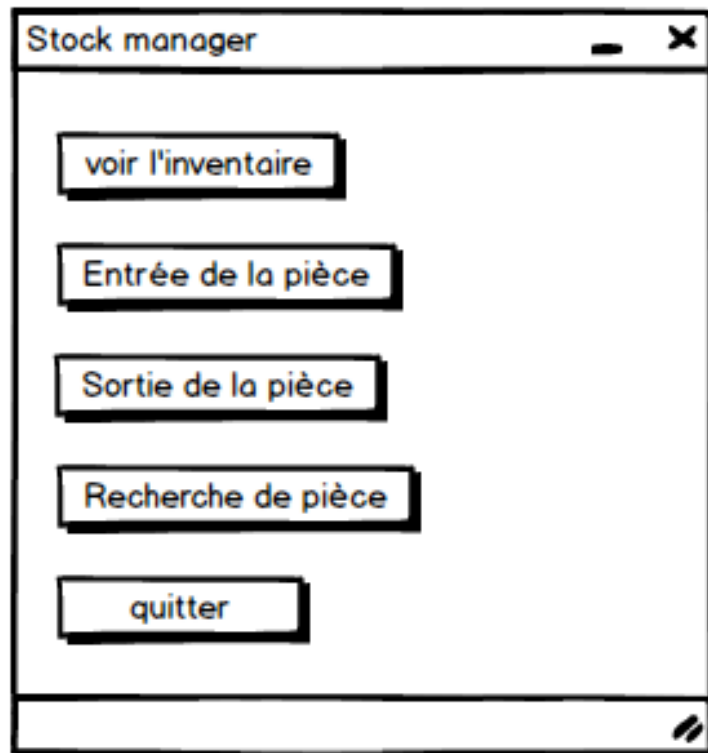 Stock manager
voir l'inventaire
Entrée de la pièce
Sortie de la pièce
Recherche de pièce
quitter